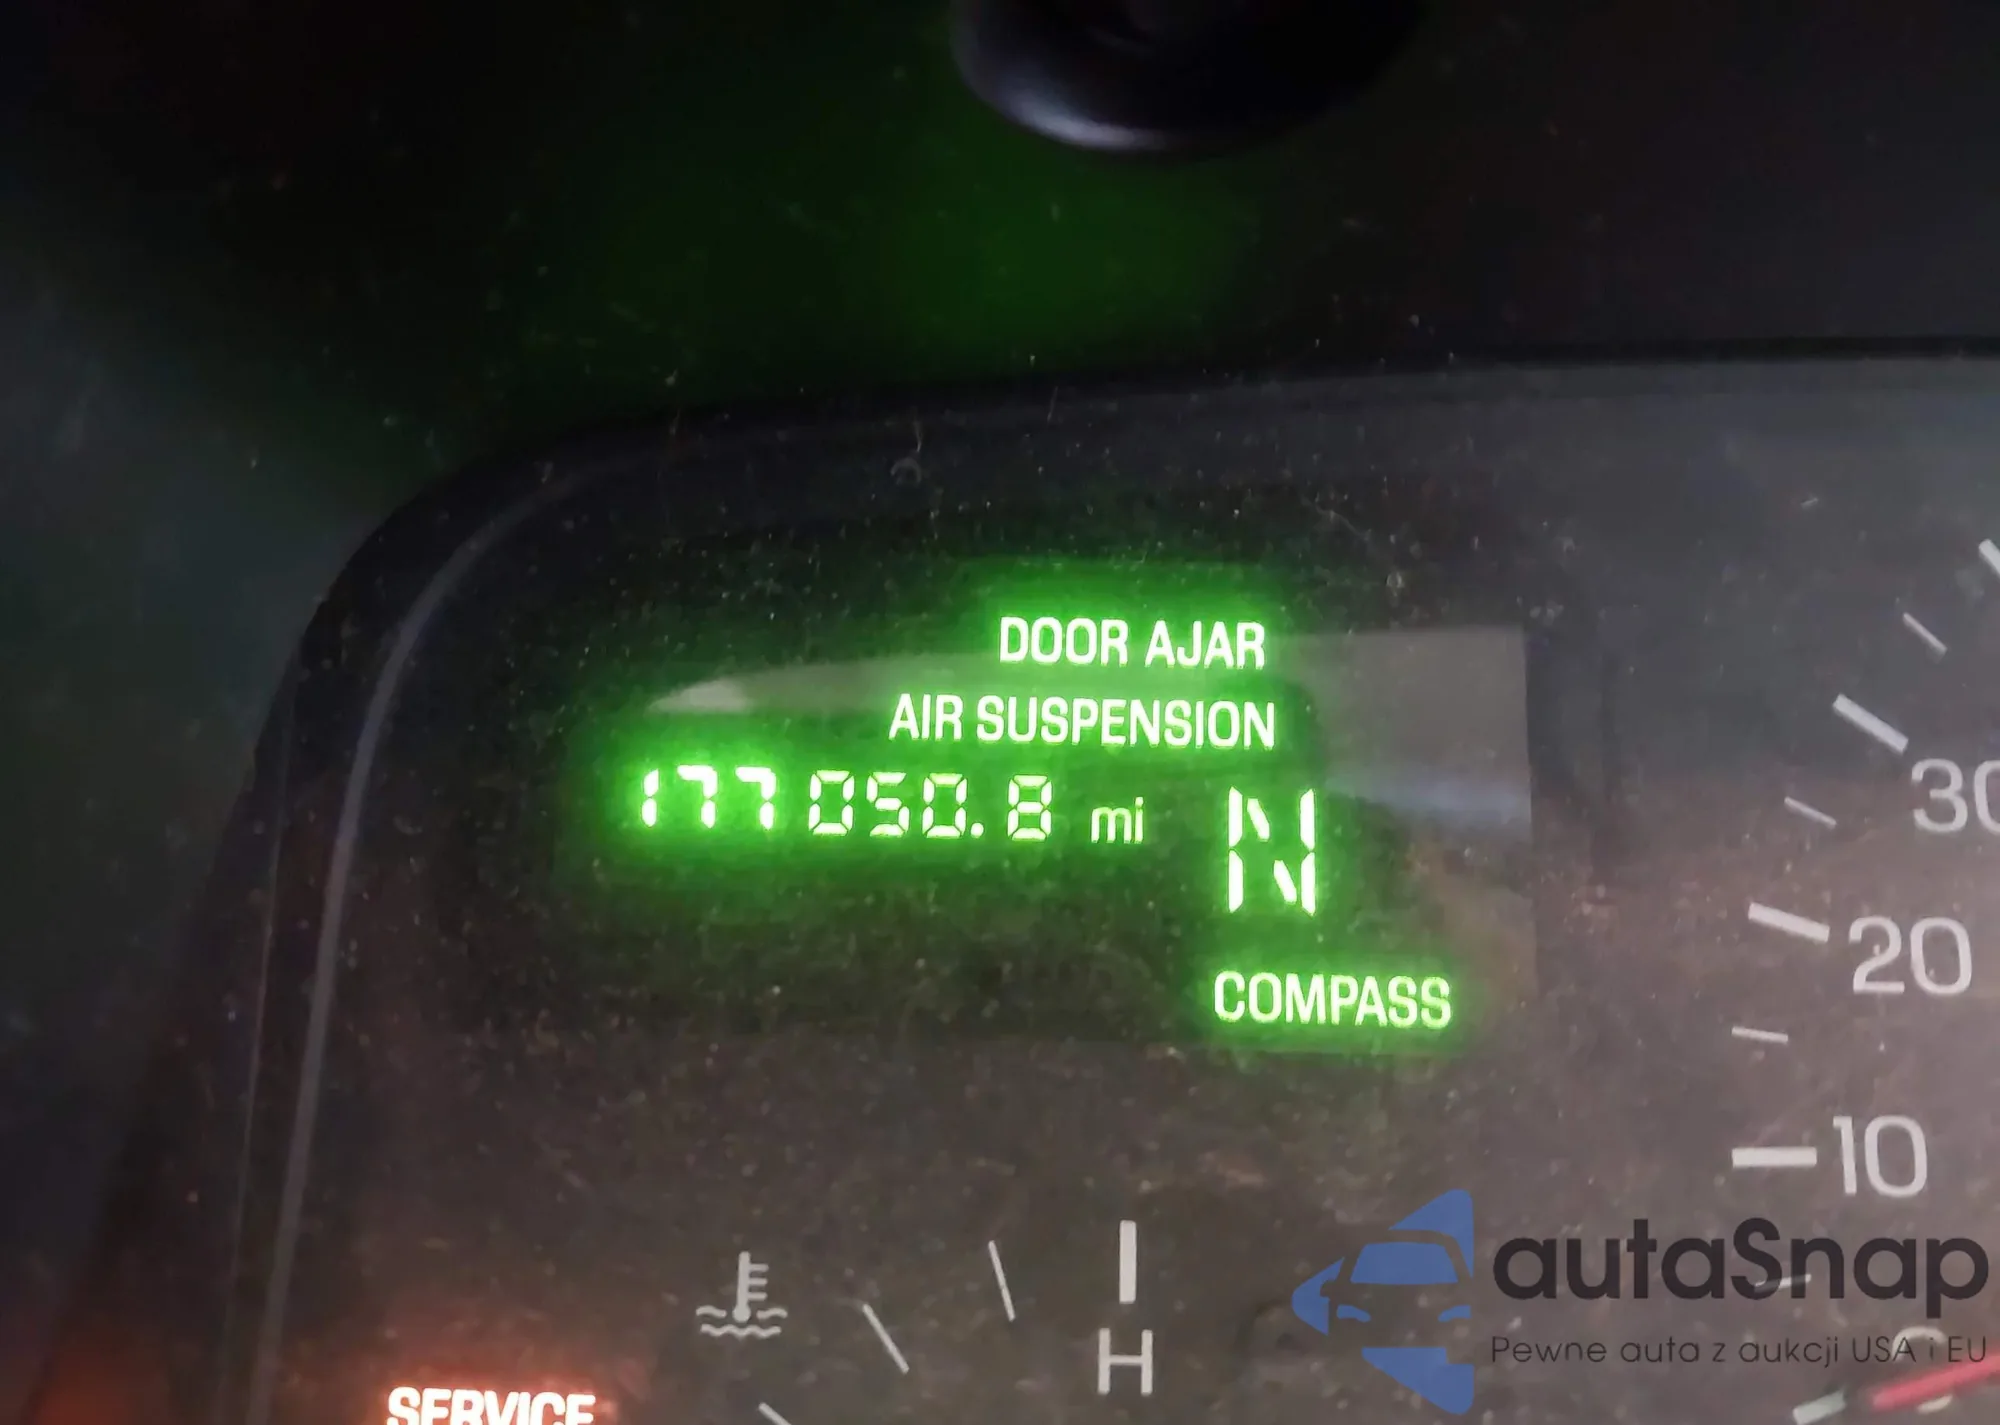 DOOR AJAR
AIR SUSPENSION
177050.8 mi N
COMPASS
30
20
10
H
SERVICE
autaSnap
Pewne auta z aukcji USA i EU